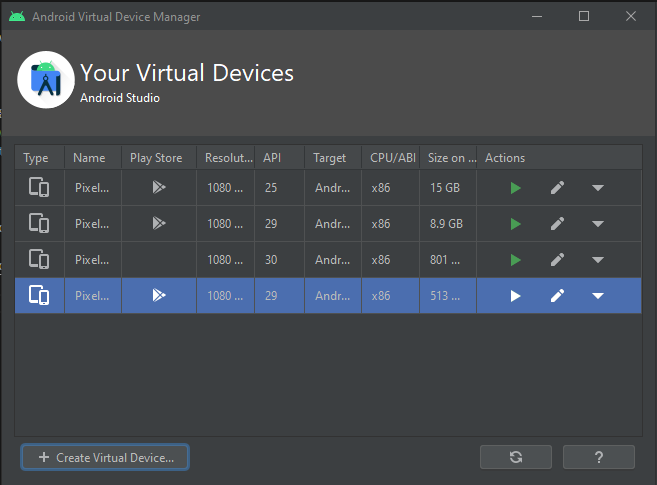 Android Virtual Device Manager
Your Virtual Devices
Android Studio
Type Name Play Store Resolut... API Target CPU/ABI Size on ... Actions
Pixel... 1080 ... 25 Andr... x86 15 GB
Pixel... 1080 ... 29 Andr... x86 8.9 GB
Pixel... 1080 ... 30 Andr... x86 801 ...
Pixel... 1080 ... 29 Andr... x86 513 ...
+ Create Virtual Device... ?